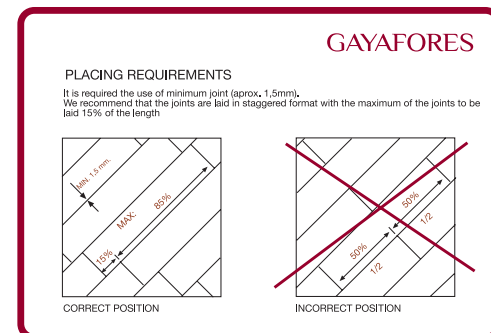 GAYAFORES
PLACING REQUIREMENTS
It is required the use of minimum joint (aprox. 1,5mm).
We recommend that the joints are laid in staggered format with the maximum of the joints to be
laid 15% of the length
MIN. 1,5 mm.
MAX:
85%
15%
50%
1/2
50%
1/2
CORRECT POSITION
INCORRECT POSITION